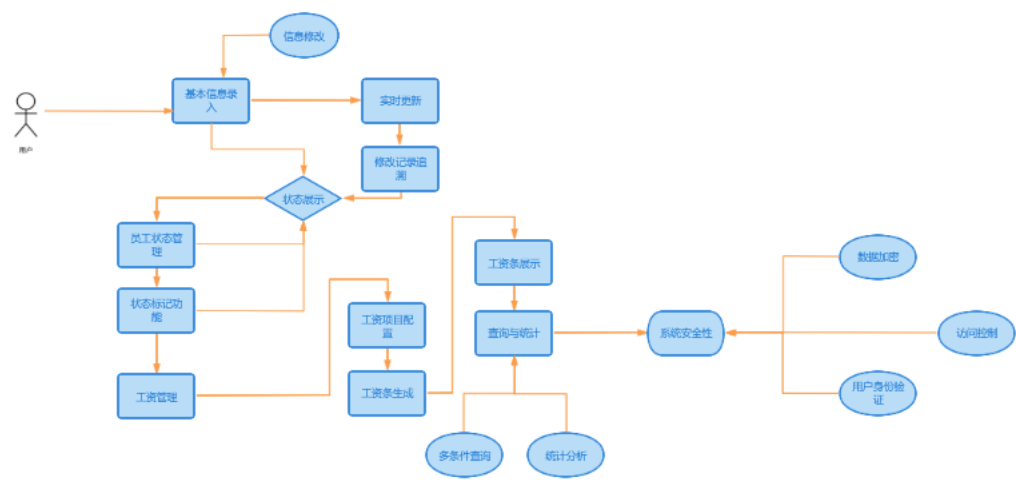 信息修改
基本信息录
入
实时更新
用户
修改记录追
溯
状态展示
员工状态管
理
工资条展示
数据加密
状态标记功
能
工资项目配
置
查询与统计
系统安全性
访问控制
工资管理
工资条生成
用户身份验
证
多条件查询
统计分析